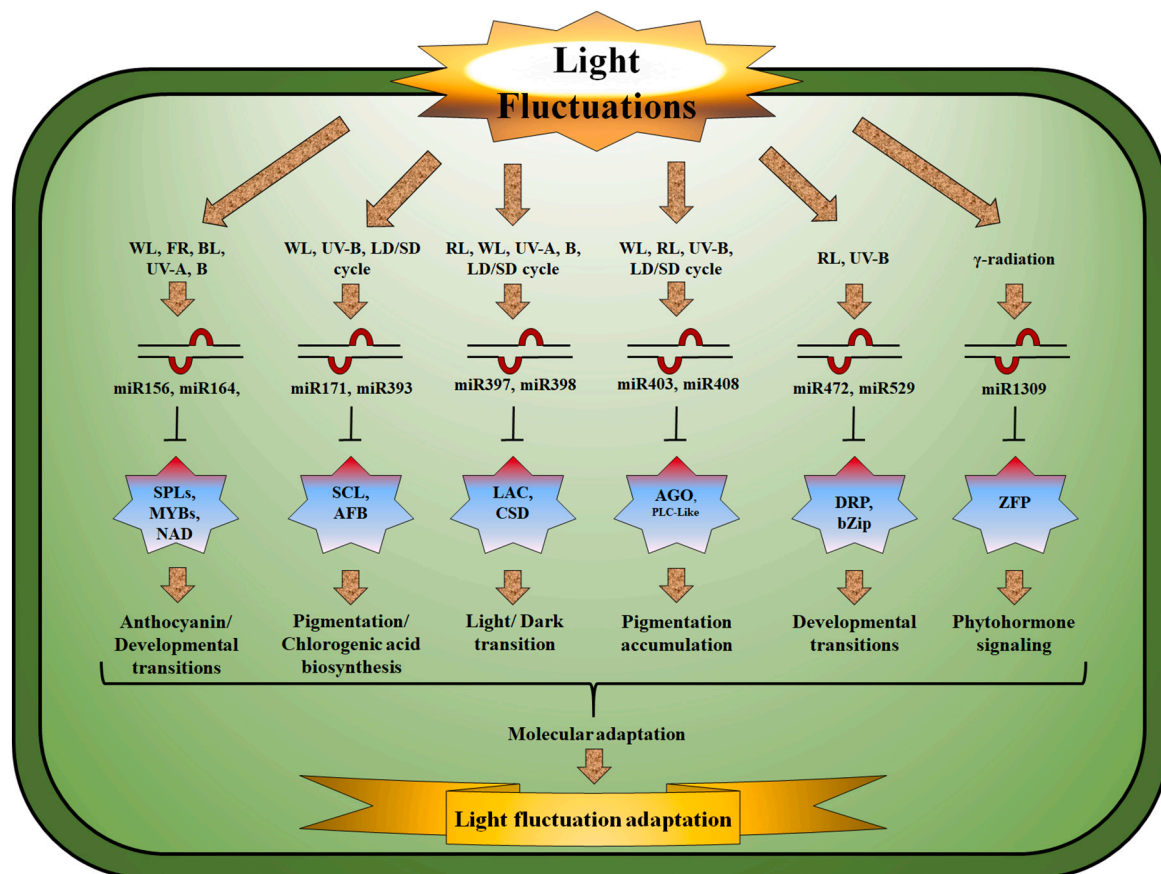 Light
Fluctuations
WL, FR, BL,
UV-A, B
WL, UV-B, LD/SD
cycle
RL, WL, UV-A, B,
LD/SD cycle
WL, RL, UV-B,
LD/SD cycle
RL, UV-B
γ-radiation
miR156, miR164,
miR171, miR393
miR397, miR398
miR403, miR408
miR472, miR529
miR1309
SPLs,
MYBs,
NAD
SCL,
AFB
LAC,
CSD
AGO,
PLC-Like
DRP,
bZip
ZFP
Anthocyanin/
Developmental
transitions
Pigmentation/
Chlorogenic acid
biosynthesis
Light/ Dark
transition
Pigmentation
accumulation
Developmental
transitions
Phytohormone
signaling
Molecular adaptation
Light fluctuation adaptation